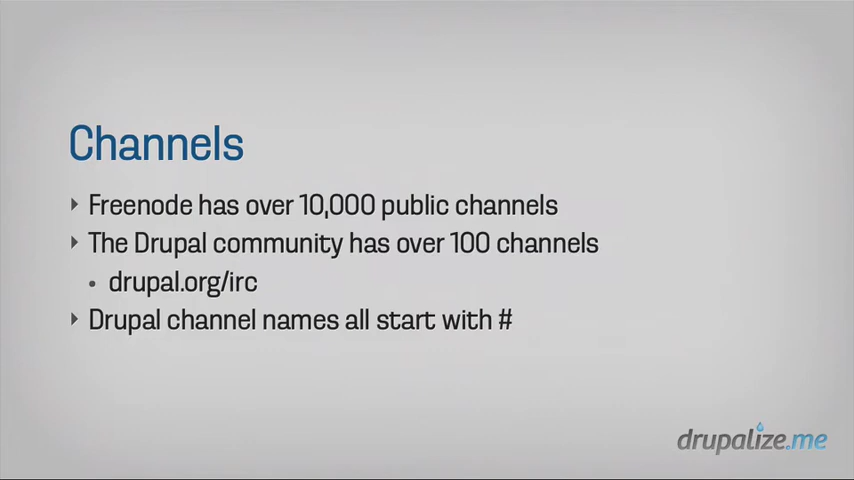 Channels
Freenode has over 10,000 public channels
The Drupal community has over 100 channels
drupal.org/irc
Drupal channel names all start with #
drupalize.me